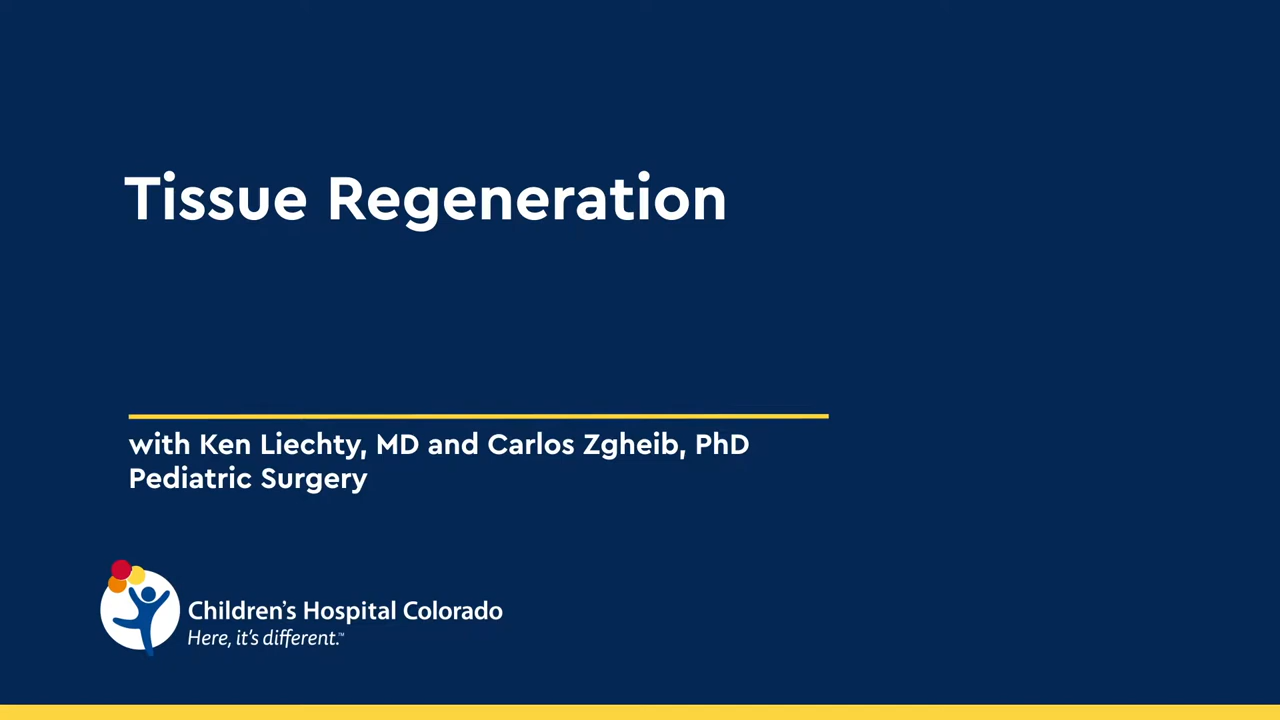 Tissue Regeneration
with Ken Liechty, MD and Carlos Zgheib, PhD
Pediatric Surgery
Children's Hospital Colorado
Here, it's different.™